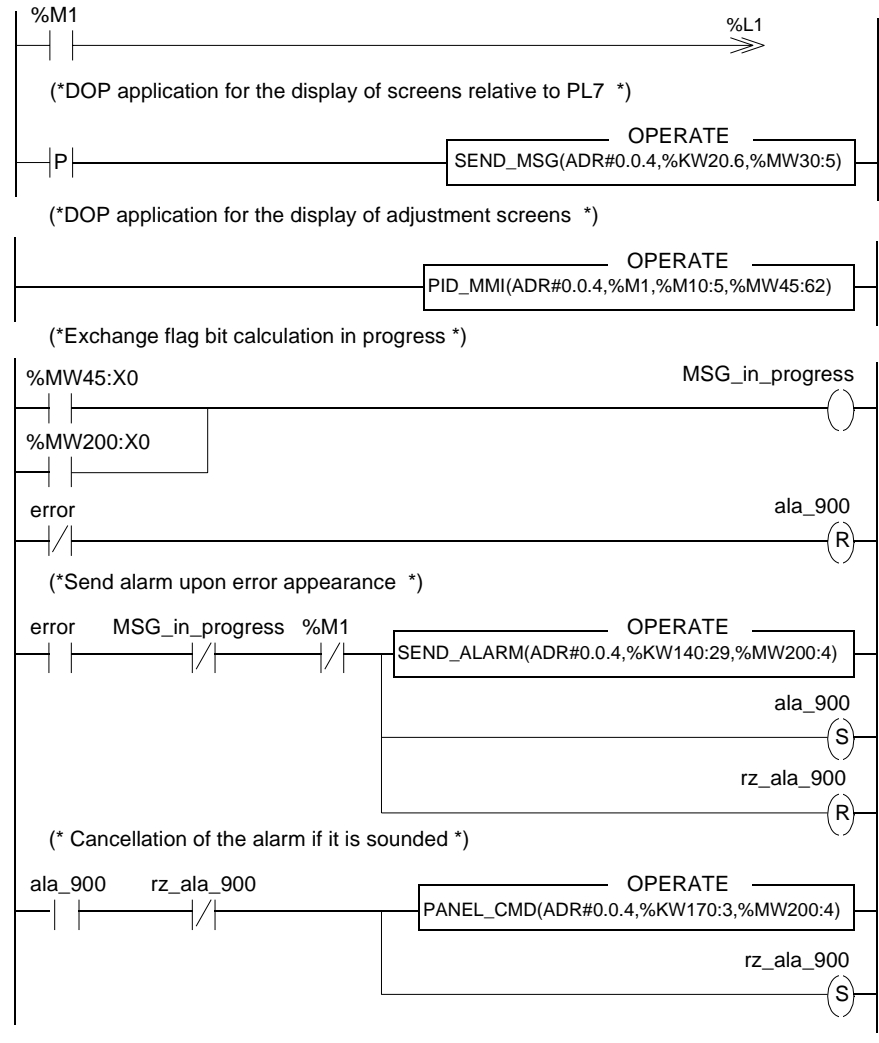 %M1
%L1
(*DOP application for the display of screens relative to PL7 *)
OPERATE
P
SEND_MSG(ADR#0.0.4,%KW20.6,%MW30:5)
(*DOP application for the display of adjustment screens *)
OPERATE
PID_MMI(ADR#0.0.4,%M1,%M10:5,%MW45:62)
(*Exchange flag bit calculation in progress *)
%MW45:X0
MSG_in_progress
%MW200:X0
error
ala_900
R
(*Send alarm upon error appearance *)
error MSG_in_progress %M1
OPERATE
SEND_ALARM(ADR#0.0.4,%KW140:29,%MW200:4)
ala_900
S
rz_ala_900
R
(* Cancellation of the alarm if it is sounded *)
ala_900 rz_ala_900
OPERATE
PANEL_CMD(ADR#0.0.4,%KW170:3,%MW200:4)
rz_ala_900
S